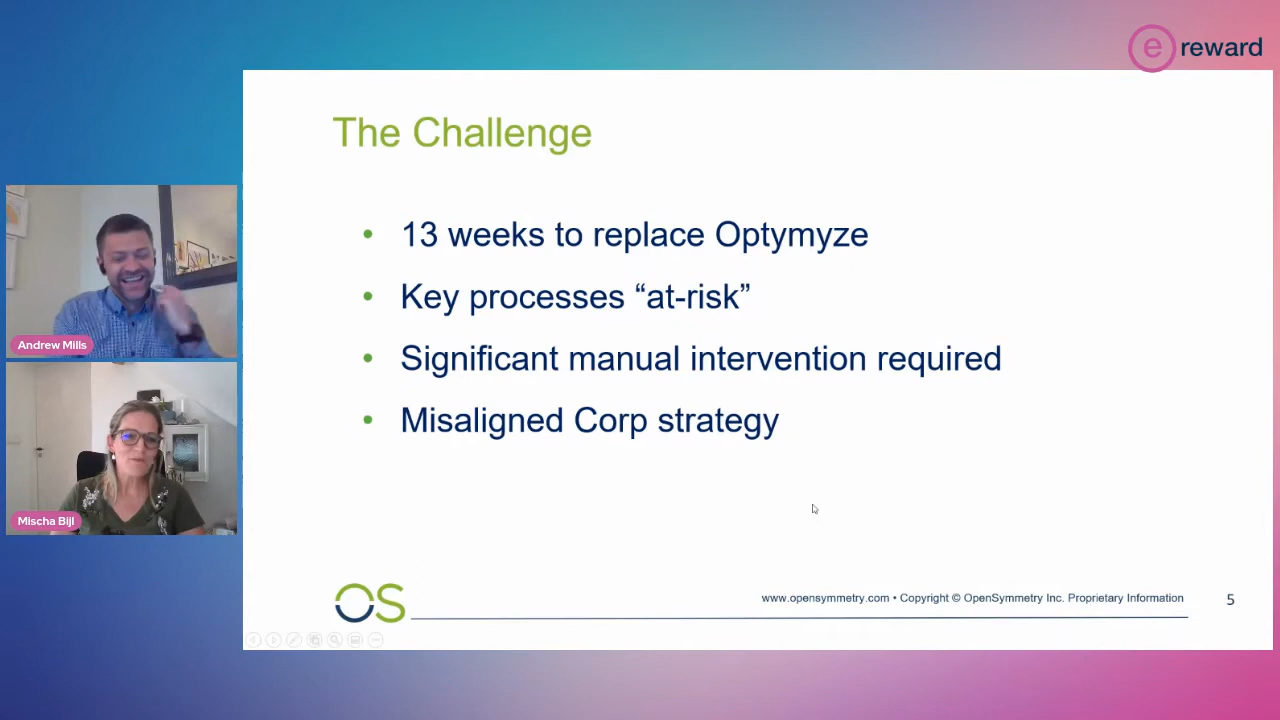 e reward
The Challenge
• 13 weeks to replace Optymyze
• Key processes “at-risk”
• Significant manual intervention required
• Misaligned Corp strategy
Andrew Mills
Mischa Bijl
OS
www.opensymmetry.com • Copyright © OpenSymmetry Inc. Proprietary Information
5